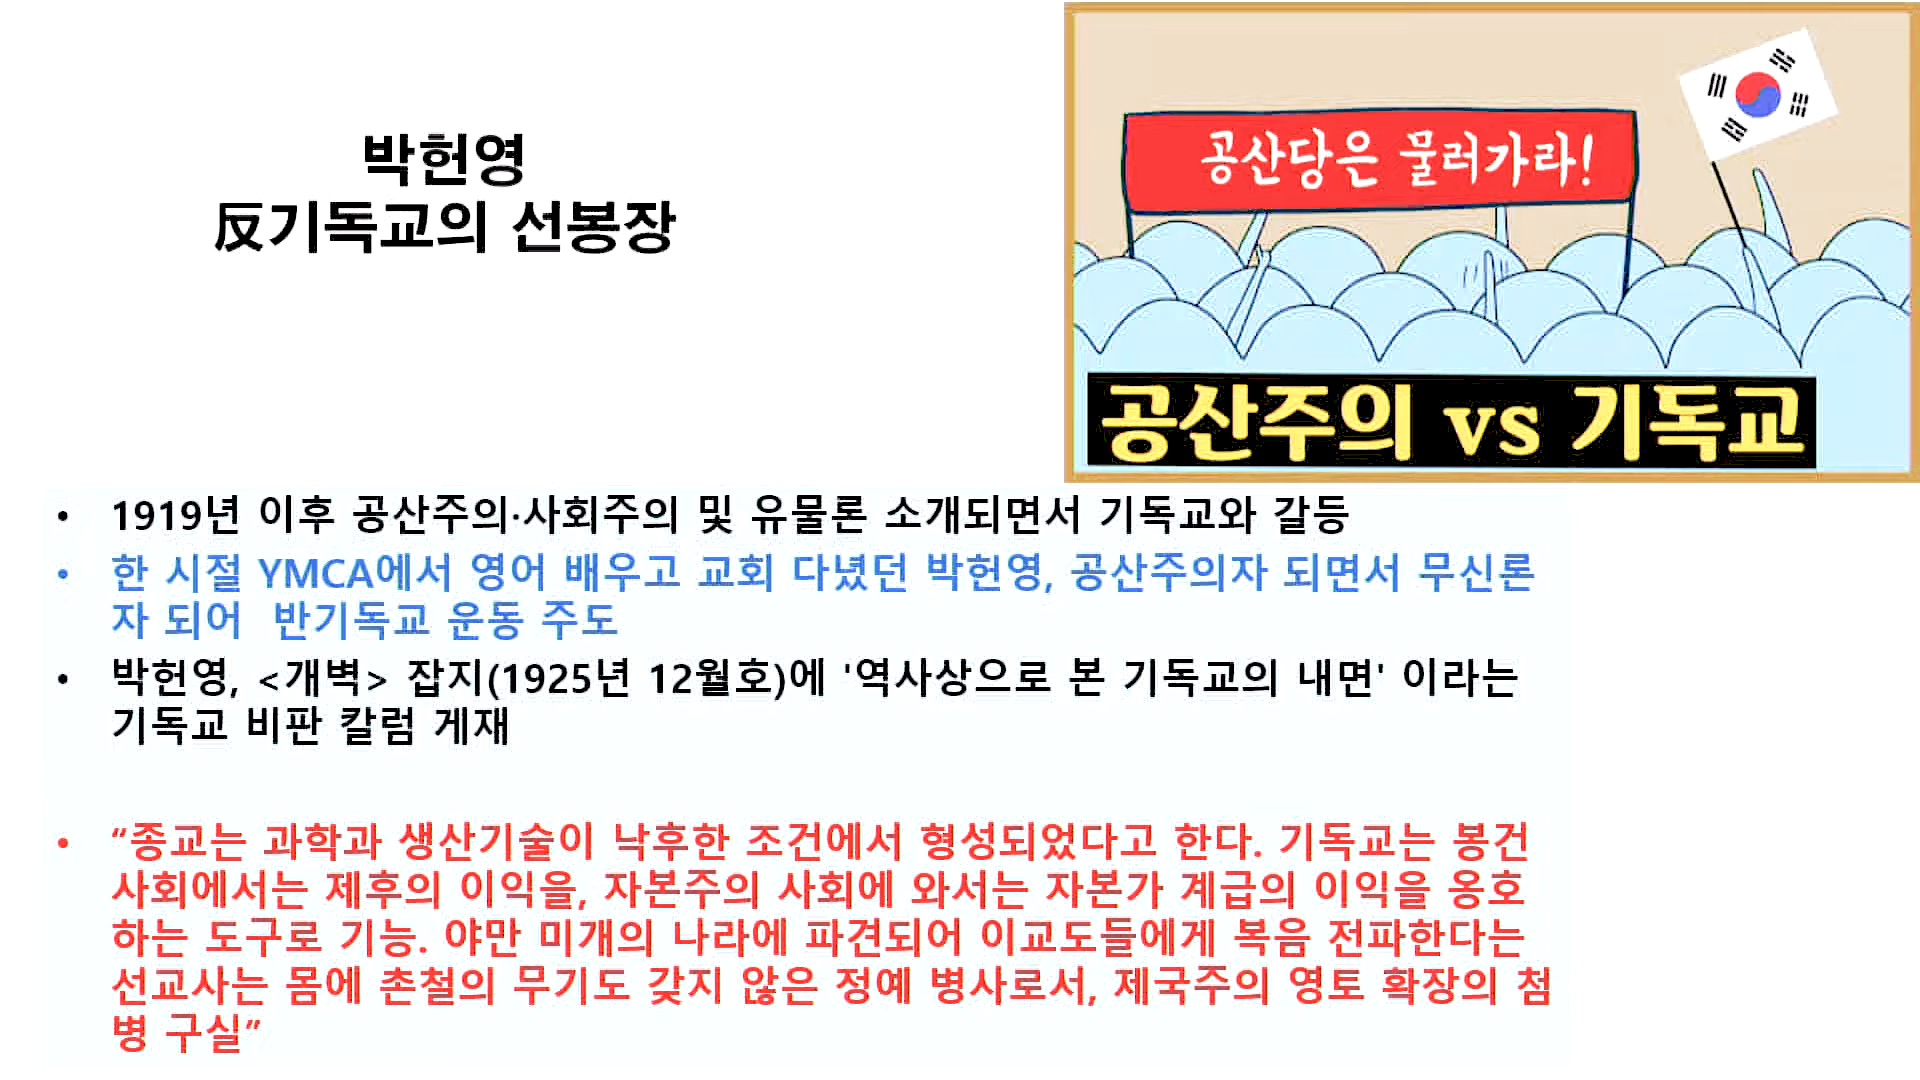 박헌영
反기독교의 선봉장
공산당은 물러가라!
공산주의 vs 기독교
• 1919년 이후 공산주의·사회주의 및 유물론 소개되면서 기독교와 갈등
• 한 시절 YMCA에서 영어 배우고 교회 다녔던 박헌영, 공산주의자 되면서 무신론
자 되어 반기독교 운동 주도
• 박헌영, <개벽> 잡지(1925년 12월호)에 '역사상으로 본 기독교의 내면' 이라는
기독교 비판 칼럼 게재
• “종교는 과학과 생산기술이 낙후한 조건에서 형성되었다고 한다. 기독교는 봉건
사회에서는 제후의 이익을, 자본주의 사회에 와서는 자본가 계급의 이익을 옹호
하는 도구로 기능. 야만 미개의 나라에 파견되어 이교도들에게 복음 전파한다는
선교사는 몸에 촌철의 무기도 갖지 않은 정예 병사로서, 제국주의 영토 확장의 첨
병 구실”